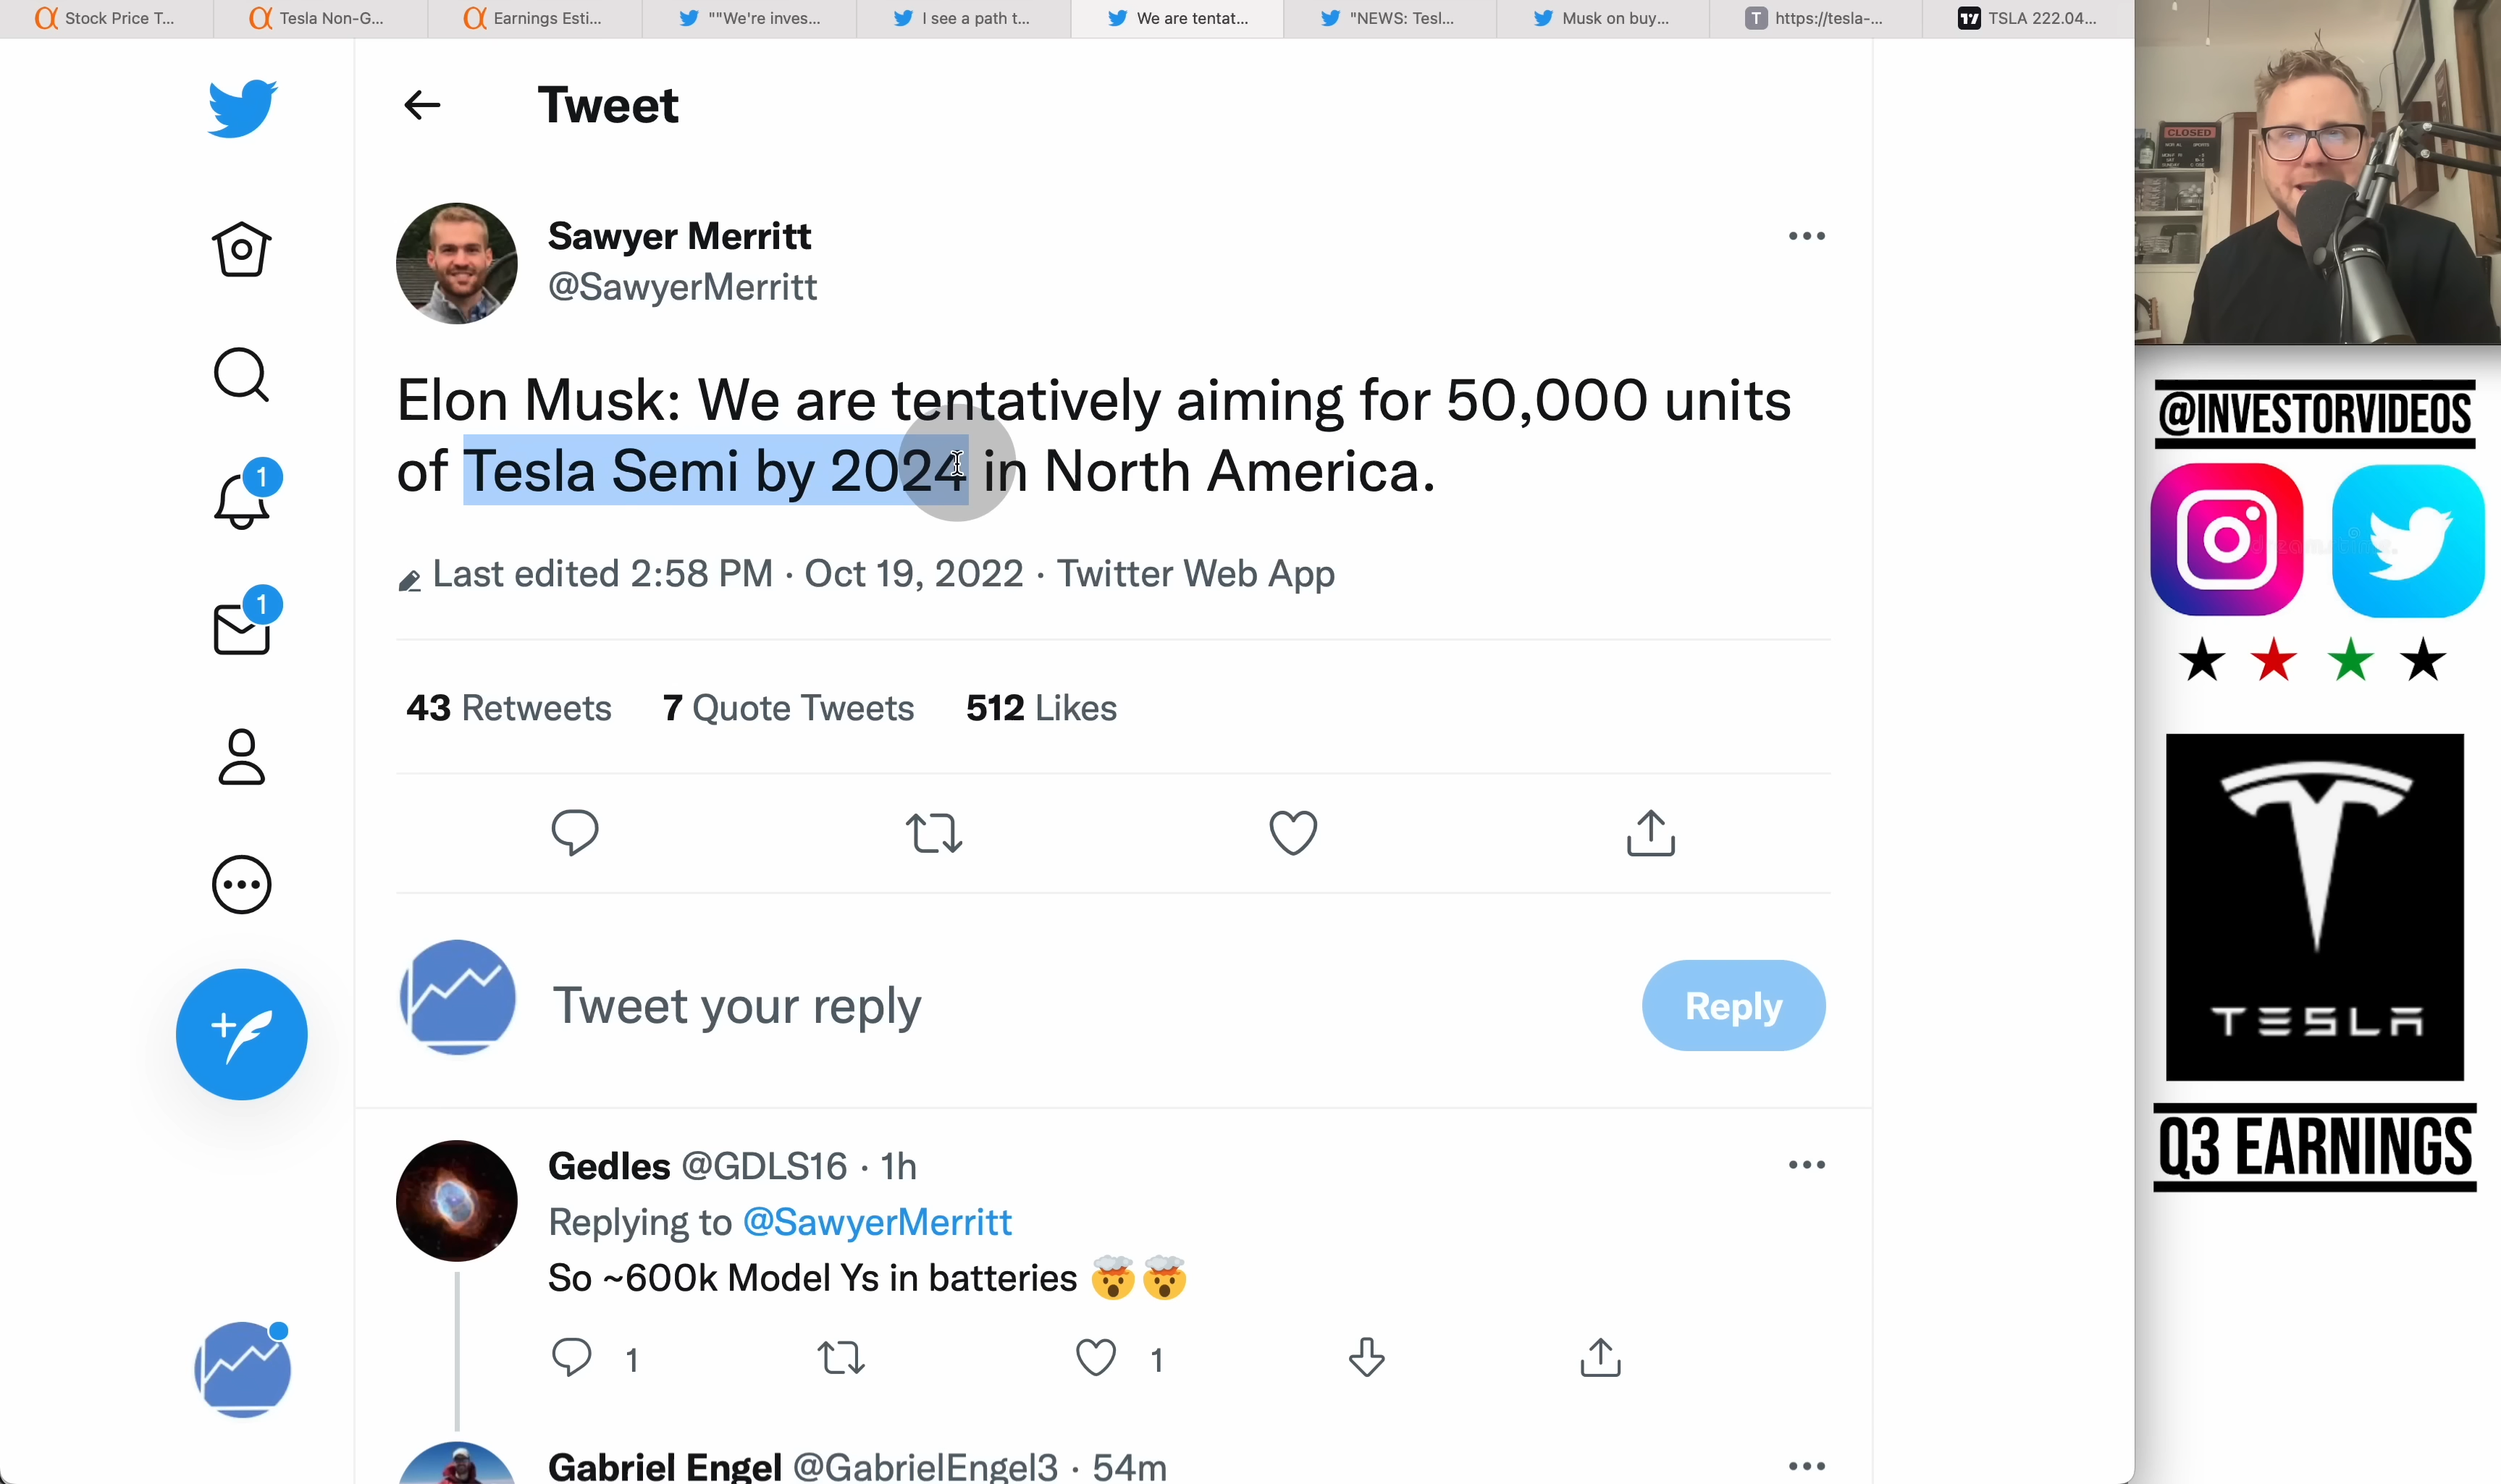 Stock Price T...
Tesla Non-G...
Earnings Esti...
""We're inves...
I see a path t...
We are tentat...
"NEWS: Tesl...
Musk on buy...
T
https://tesla-...
TSLA 222.04...
Tweet
Sawyer Merritt
@SawyerMerritt
Elon Musk: We are tentatively aiming for 50,000 units
of Tesla Semi by 2024 in North America.
Last edited 2:58 PM · Oct 19, 2022 · Twitter Web App
43 Retweets 7 Quote Tweets 512 Likes
Tweet your reply
Reply
Gedles @GDLS16 · 1h
Replying to @SawyerMerritt
So ~600k Model Ys in batteries 🤯🤯
1
1
Gabriel Engel @GabrielEngel3 · 54m
1
1
CLOSED
@INVESTORVIDEOS
TESLA
Q3 EARNINGS